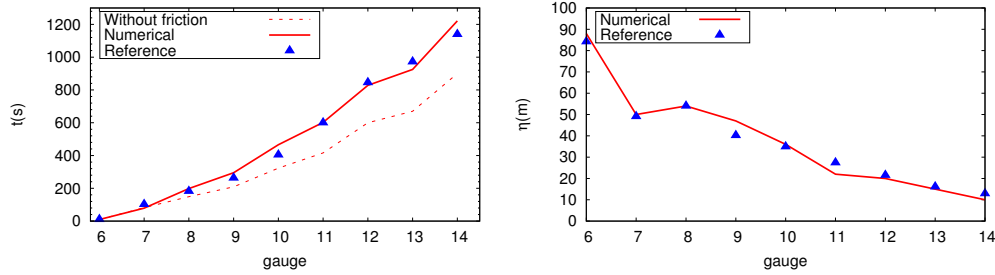 Without friction
Numerical
Reference
t(s)
1200
1000
800
600
400
200
0
6 7 8 9 10 11 12 13 14
gauge
Numerical
Reference
η(m)
100
90
80
70
60
50
40
30
20
10
0
6 7 8 9 10 11 12 13 14
gauge